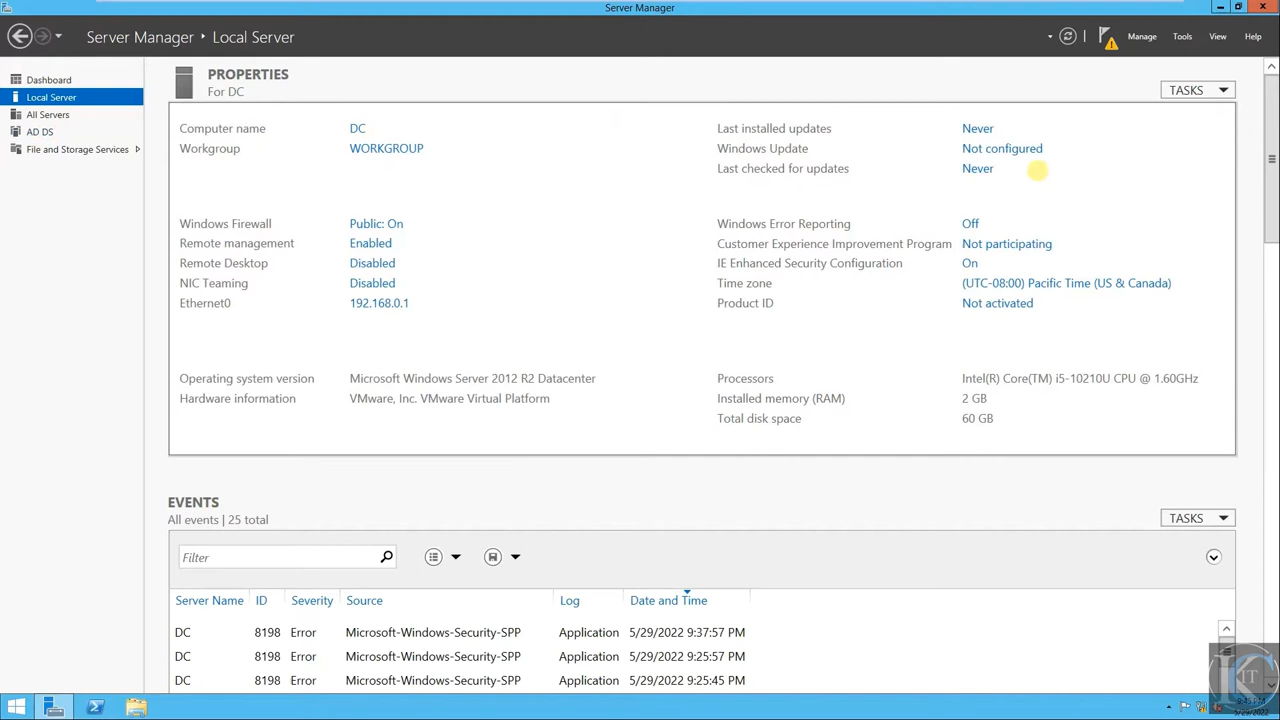 Server Manager
Server Manager • Local Server
Manage Tools View Help
Dashboard
Local Server
All Servers
AD DS
File and Storage Services
PROPERTIES
For DC
TASKS
Computer name DC
Workgroup WORKGROUP
Last installed updates Never
Windows Update Not configured
Last checked for updates Never
Windows Firewall Public: On
Remote management Enabled
Remote Desktop Disabled
NIC Teaming Disabled
Ethernet0 192.168.0.1
Windows Error Reporting Off
Customer Experience Improvement Program Not participating
IE Enhanced Security Configuration On
Time zone (UTC-08:00) Pacific Time (US & Canada)
Product ID Not activated
Operating system version Microsoft Windows Server 2012 R2 Datacenter
Hardware information VMware, Inc. VMware Virtual Platform
Processors Intel(R) Core(TM) i5-10210U CPU @ 1.60GHz
Installed memory (RAM) 2 GB
Total disk space 60 GB
EVENTS
All events | 25 total
TASKS
Filter
Server Name ID Severity Source Log Date and Time
DC 8198 Error Microsoft-Windows-Security-SPP Application 5/29/2022 9:37:57 PM
DC 8198 Error Microsoft-Windows-Security-SPP Application 5/29/2022 9:25:57 PM
DC 8198 Error Microsoft-Windows-Security-SPP Application 5/29/2022 9:25:45 PM
IT
5/29/2022